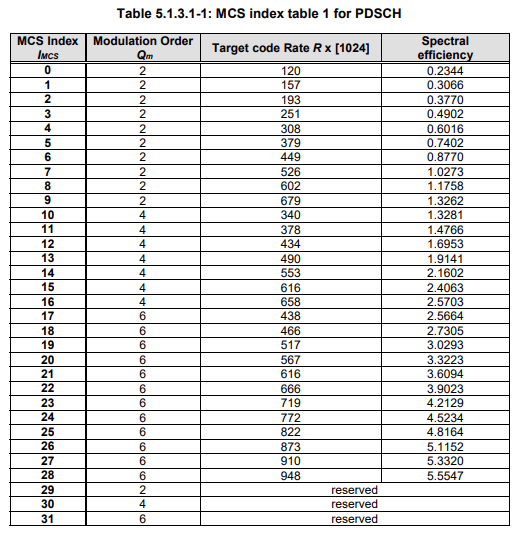 Table 5.1.3.1-1: MCS index table 1 for PDSCH
MCS Index Modulation Order Target code Rate R x [1024] Spectral
IMCS Qm efficiency
0 2 120 0.2344
1 2 157 0.3066
2 2 193 0.3770
3 2 251 0.4902
4 2 308 0.6016
5 2 379 0.7402
6 2 449 0.8770
7 2 526 1.0273
8 2 602 1.1758
9 2 679 1.3262
10 4 340 1.3281
11 4 378 1.4766
12 4 434 1.6953
13 4 490 1.9141
14 4 553 2.1602
15 4 616 2.4063
16 4 658 2.5703
17 6 438 2.5664
18 6 466 2.7305
19 6 517 3.0293
20 6 567 3.3223
21 6 616 3.6094
22 6 666 3.9023
23 6 719 4.2129
24 6 772 4.5234
25 6 822 4.8164
26 6 873 5.1152
27 6 910 5.3320
28 6 948 5.5547
29 2 reserved
30 4 reserved
31 6 reserved